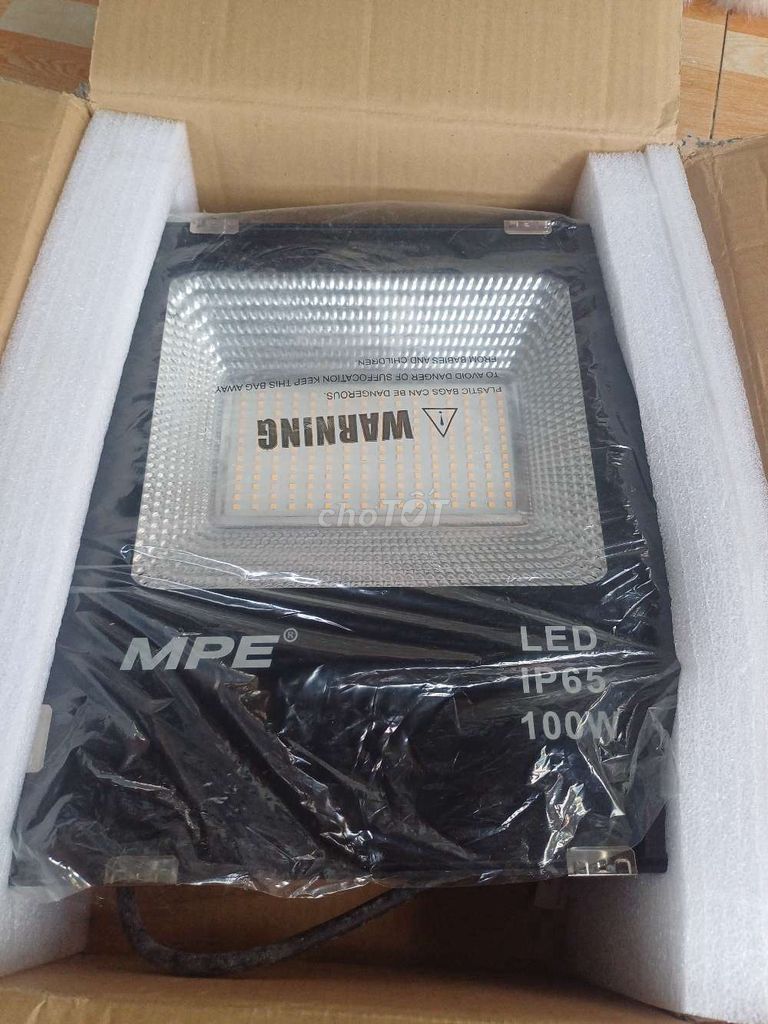 WARNING
PLASTIC BAGS CAN BE DANGEROUS.
TO AVOID DANGER OF SUFFOCATION KEEP THIS BAG AWAY
FROM BABIES AND CHILDREN
choTỐT
MPE®
LED
IP65
100W